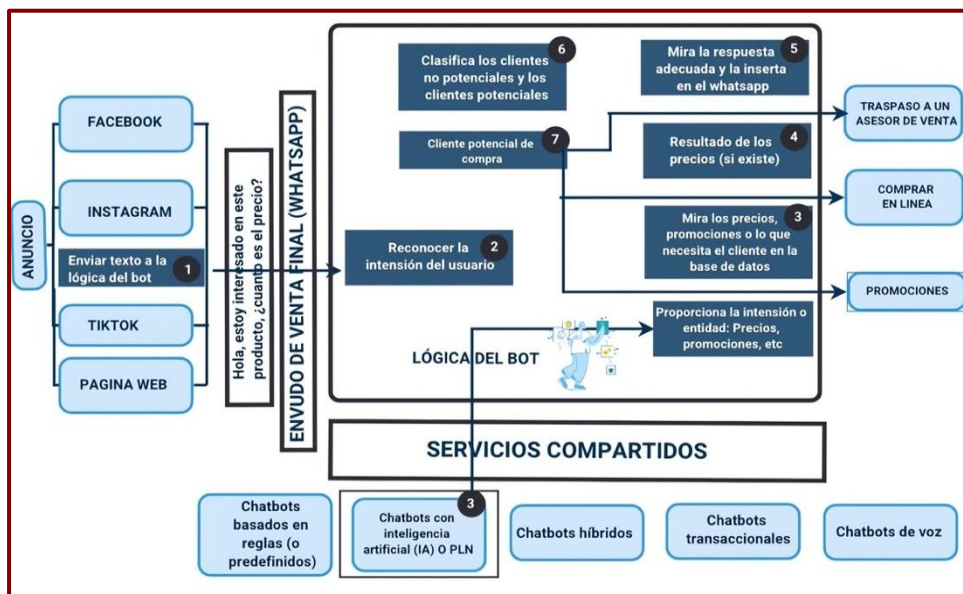 ANUNCIO
FACEBOOK
INSTAGRAM
Enviar texto a la
lógica del bot
1
TIKTOK
PAGINA WEB
Hola, estoy interesado en este
producto, ¿cuanto es el precio?
ENVUDO DE VENTA FINAL (WHATSAPP)
6
Clasifica los clientes
no potenciales y los
clientes potenciales
5
Mira la respuesta
adecuada y la inserta
en el whatsapp
7
Cliente potencial de
compra
4
Resultado de los
precios (si existe)
2
Reconocer la
intensión del usuario
3
Mira los precios,
promociones o lo que
necesita el cliente en la
base de datos
Proporciona la intensión o
entidad: Precios,
promociones, etc
LÓGICA DEL BOT
TRASPASO A UN
ASESOR DE VENTA
COMPRAR
EN LINEA
PROMOCIONES
SERVICIOS COMPARTIDOS
Chatbots
basados en
reglas (o
predefinidos)
3
Chatbots con
inteligencia
artificial (IA) O PLN
Chatbots híbridos
Chatbots
transaccionales
Chatbots de voz